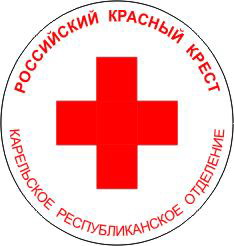 РОССИЙСКИЙ КРАСНЫЙ КРЕСТ
КАРЕЛЬСКОЕ РЕСПУБЛИКАНСКОЕ ОТДЕЛЕНИЕ